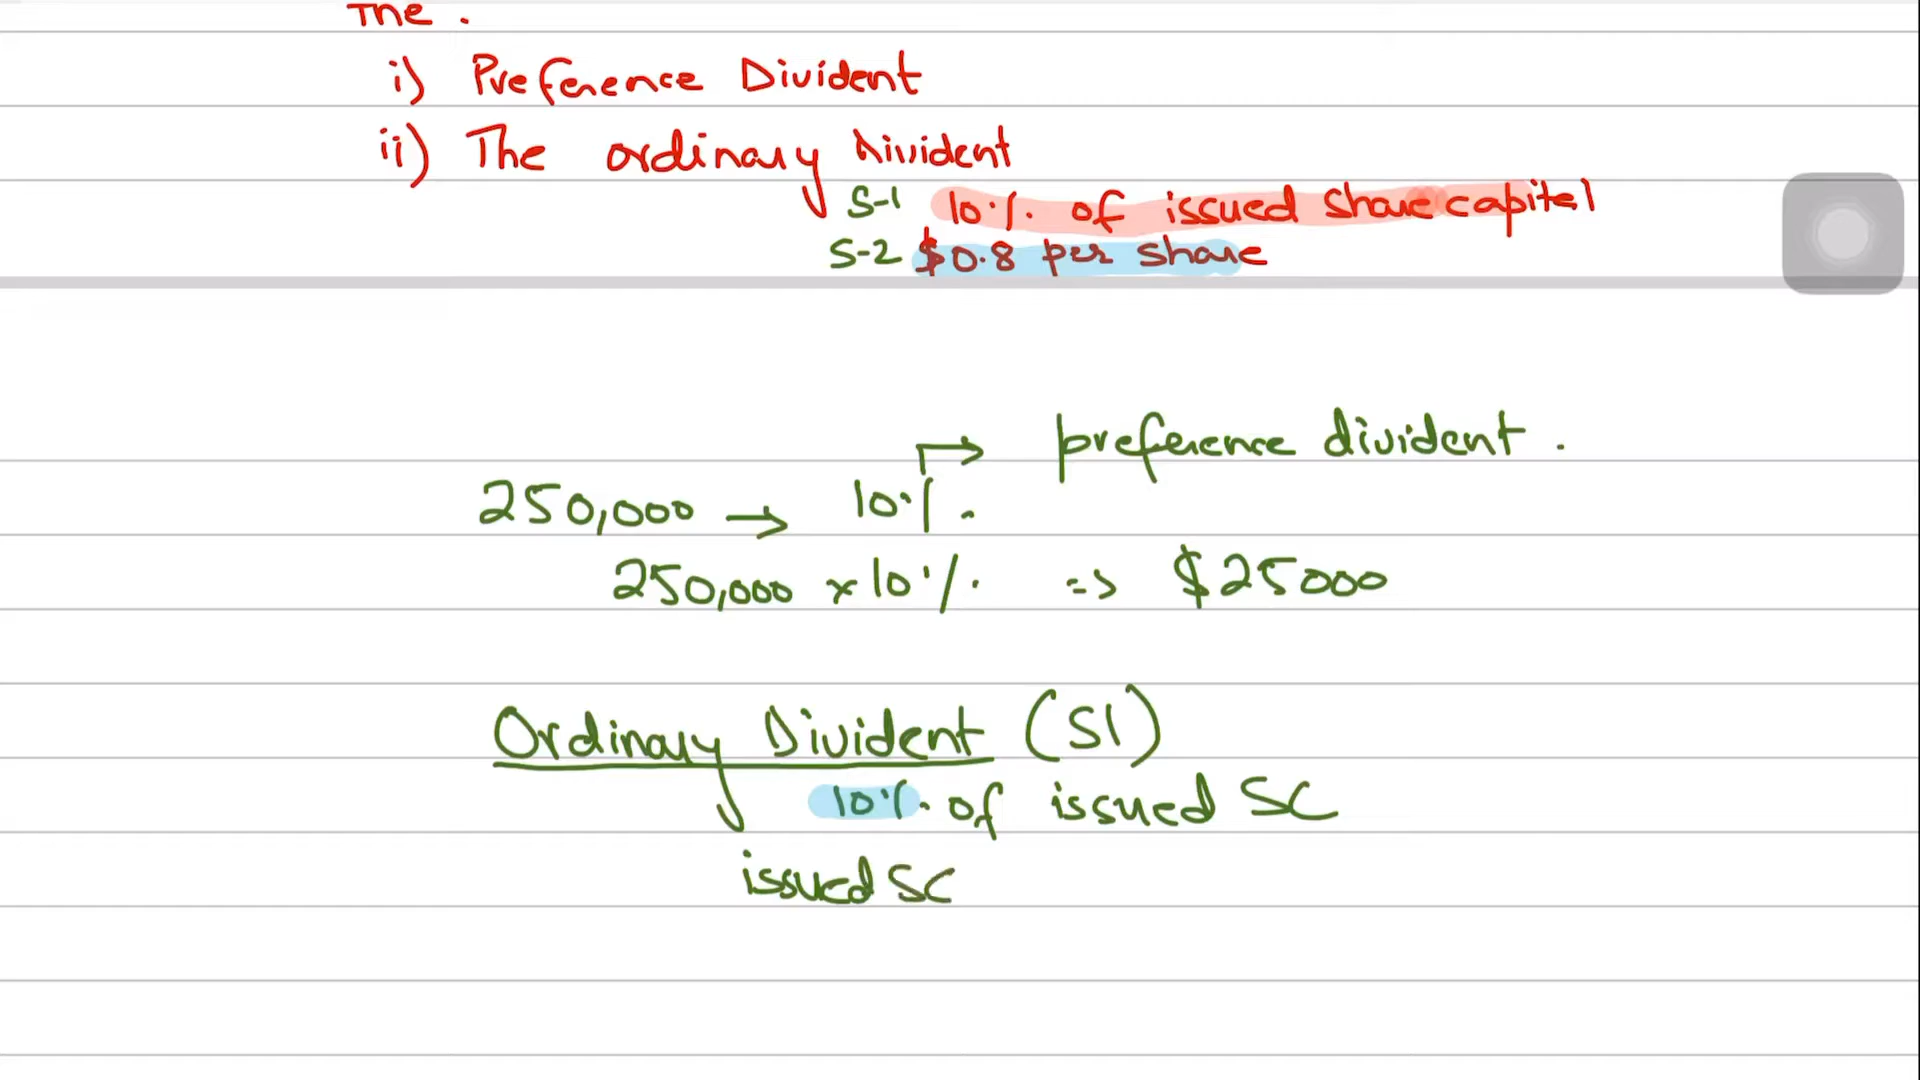 The .
i) Preference Divident
ii) The ordinary Divident
S-1 10%. of issued share capital
S-2 $0.8 per share
preference divident .
250,000 → 10%.
250,000 x 10%. => $25000
Ordinary Divident (S1)
10%. of issued SC
issued SC